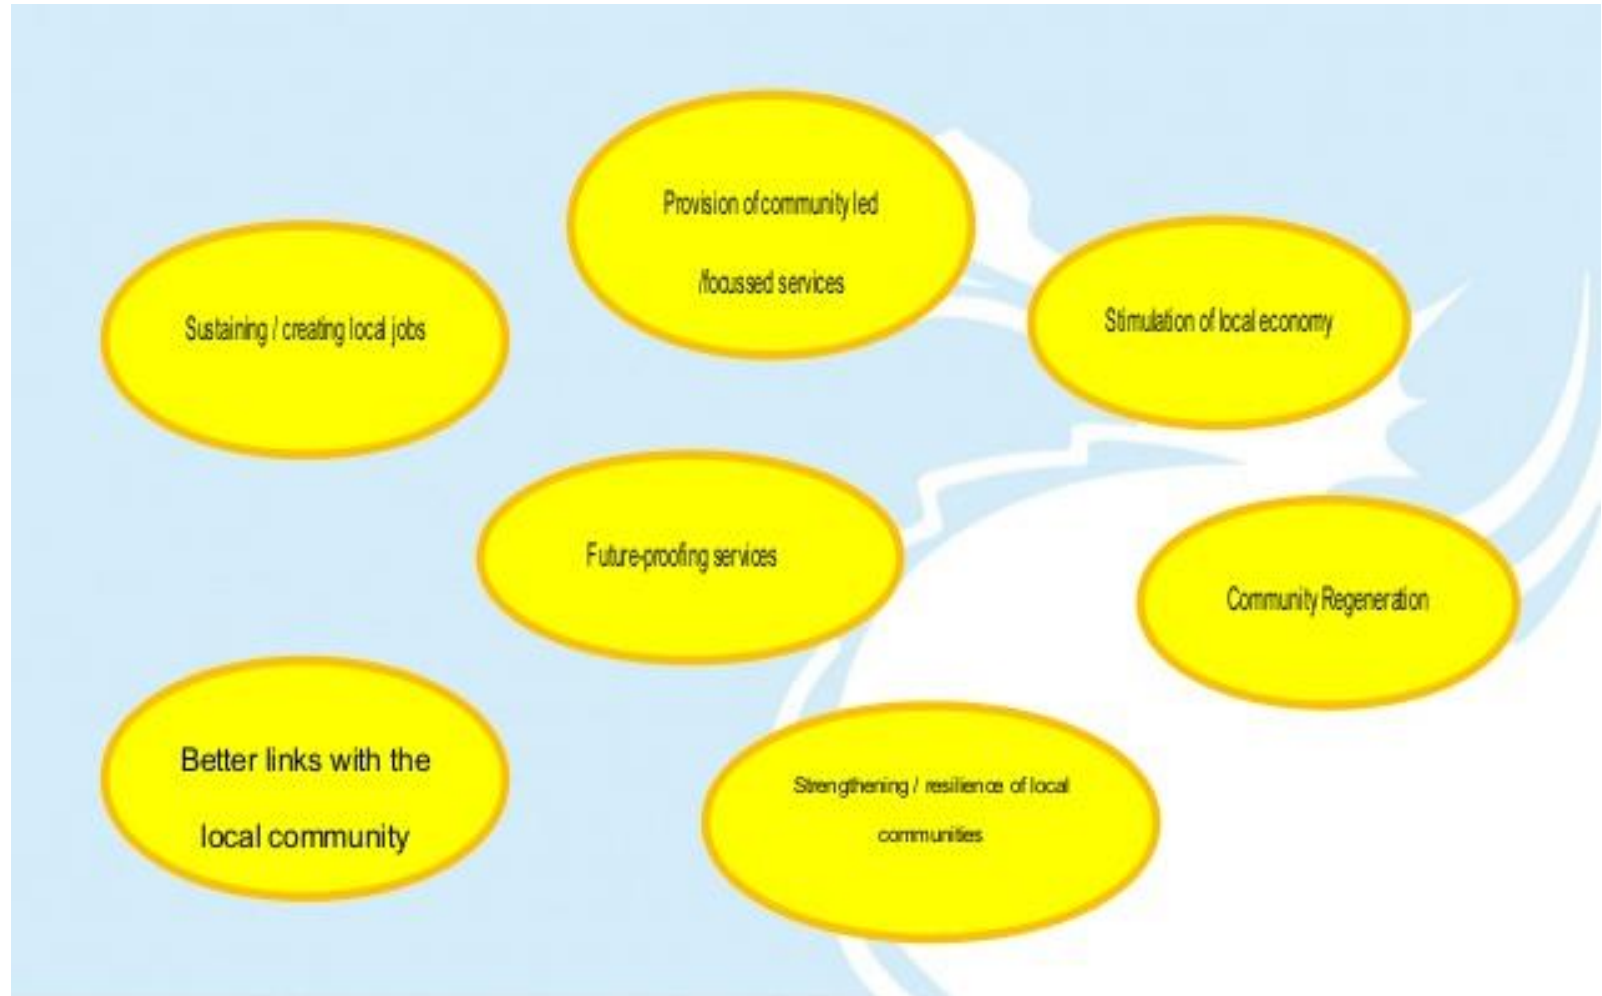 Provision of community led
/focussed services
Sustaining / creating local jobs
Stimulation of local economy
Future-proofing services
Community Regeneration
Better links with the
local community
Strengthening / resilience of local
communities